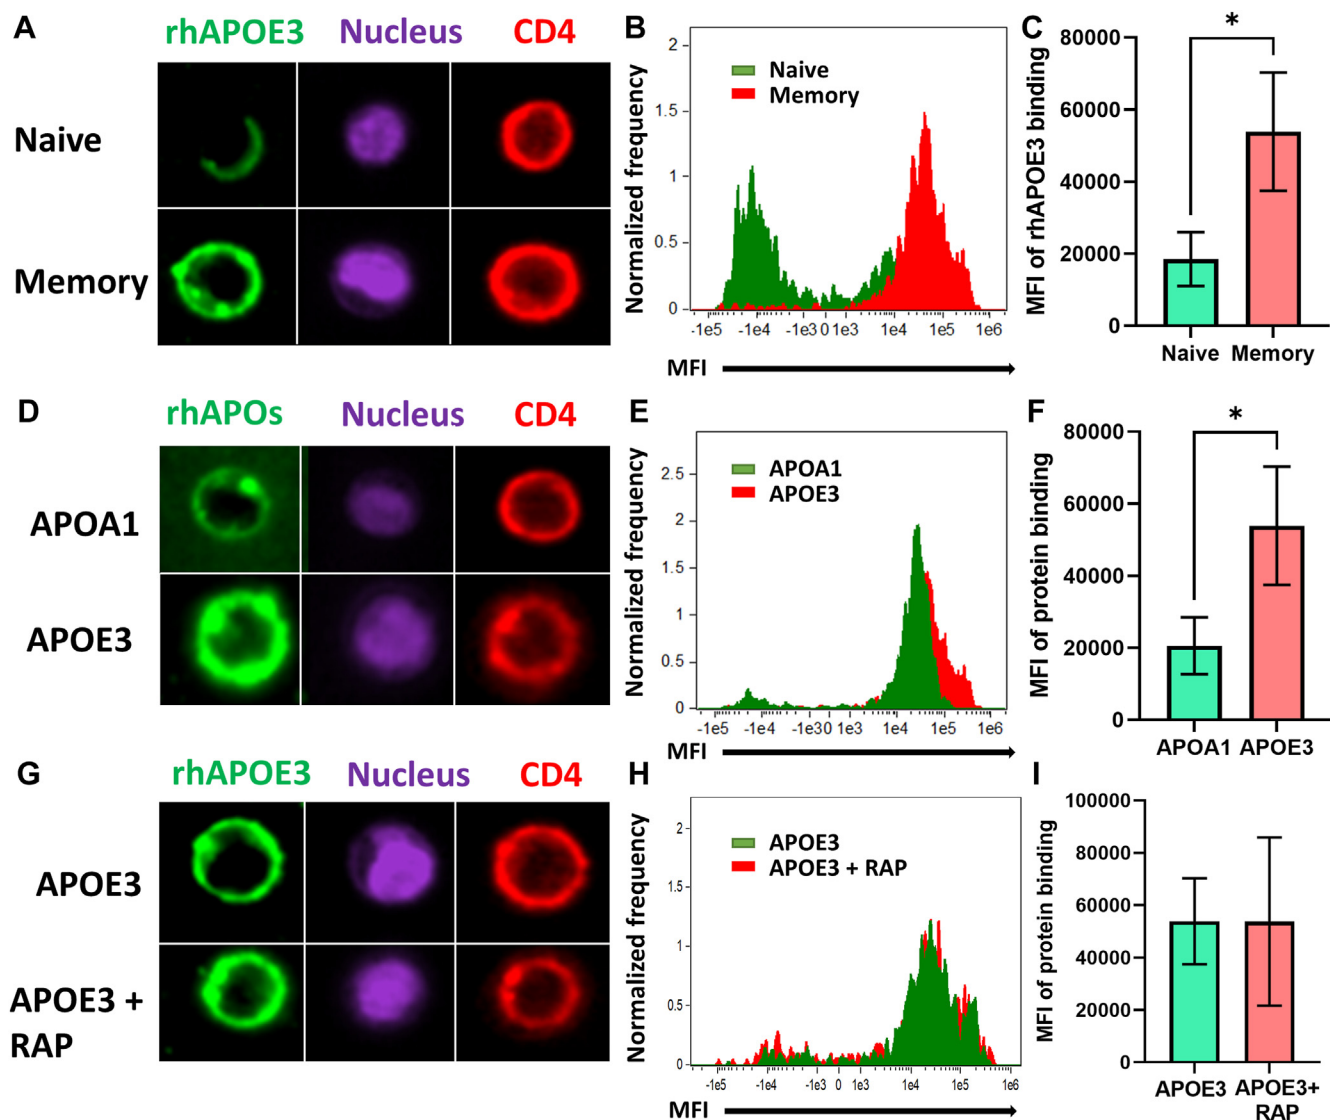 A
rhAPOE3 Nucleus CD4
Naive
Memory
B
Normalized frequency
2
1.5
1
0.5
0
Naive
Memory
-1e5 -1e4 -1e3 0 1e3 1e4 1e5 1e6
MFI
C
MFI of rhAPOE3 binding
80000
60000
40000
20000
0
*
Naive Memory
D
rhAPOs Nucleus CD4
APOA1
APOE3
E
Normalized frequency
2.5
2
1.5
1
0.5
0
APOA1
APOE3
-1e5 -1e4 -1e30 1e3 1e4 1e5 1e6
MFI
F
MFI of protein binding
80000
60000
40000
20000
0
*
APOA1 APOE3
G
rhAPOE3 Nucleus CD4
APOE3
APOE3 +
RAP
H
Normalized frequency
2
1.5
1
0.5
0
APOE3
APOE3 + RAP
-1e5 -1e4 -1e3 0 1e3 1e4 1e5 1e6
MFI
I
MFI of protein binding
100000
80000
60000
40000
20000
0
APOE3 APOE3+
RAP